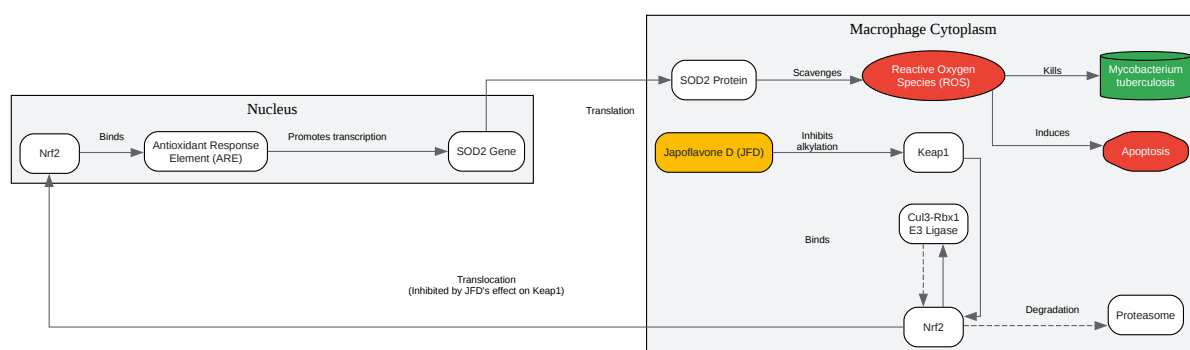 Macrophage Cytoplasm
SOD2 Protein
Scavenges
Reactive Oxygen
Species (ROS)
Kills
Mycobacterium
tuberculosis
Nucleus
Translation
Nrf2
Binds
Antioxidant Response
Element (ARE)
Promotes transcription
SOD2 Gene
Japoflavone D (JFD)
Inhibits
alkylation
Keap1
Induces
Apoptosis
Cul3-Rbx1
E3 Ligase
Binds
Translocation
(Inhibited by JFD's effect on Keap1)
Nrf2
Degradation
Proteasome